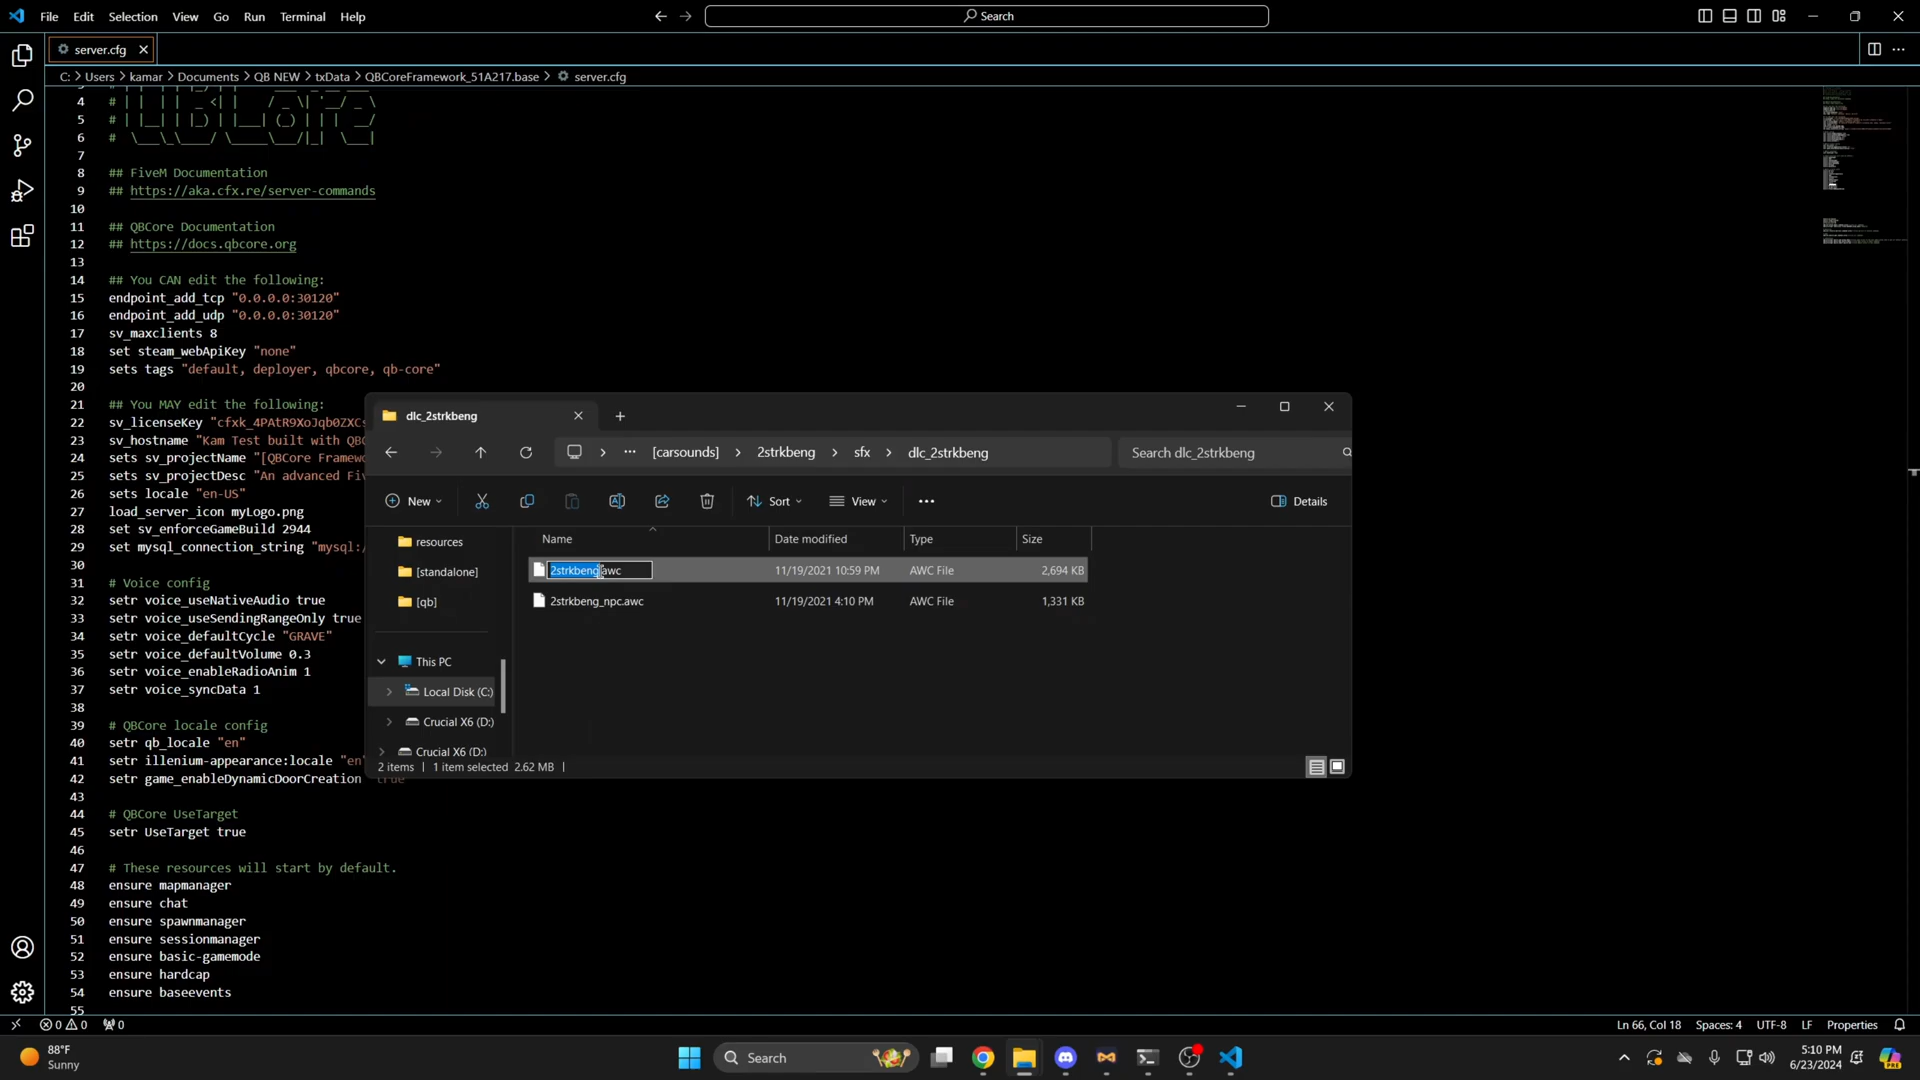 File Edit Selection View Go Run Terminal Help
Search
server.cfg
C: > Users > kamar > Documents > QB NEW > txData > QBCoreFramework_51A217.base > server.cfg
4 #
5 #
6 #
7
8 ## FiveM Documentation
9 ## https://aka.cfx.re/server-commands
10
11 ## QBCore Documentation
12 ## https://docs.qbcore.org
13
14 ## You CAN edit the following:
15 endpoint_add_tcp "0.0.0.0:30120"
16 endpoint_add_udp "0.0.0.0:30120"
17 sv_maxclients 8
18 set steam_webApiKey "none"
19 sets tags "default, deployer, qbcore, qb-core"
20
21 ## You MAY edit the following:
22 sv_licenseKey "cfxk_4PAtR9XoJqb0ZXCs
23 sv_hostname "Kam Test built with QBC
24 sets sv_projectName "[QBCore Framewo
25 sets sv_projectDesc "An advanced Fiv
26 sets locale "en-US"
27 load_server_icon myLogo.png
28 set sv_enforceGameBuild 2944
29 set mysql_connection_string "mysql:/
30
31 # Voice config
32 setr voice_useNativeAudio true
33 setr voice_useSendingRangeOnly true
34 setr voice_defaultCycle "GRAVE"
35 setr voice_defaultVolume 0.3
36 setr voice_enableRadioAnim 1
37 setr voice_syncData 1
38
39 # QBCore locale config
40 setr qb_locale "en"
41 setr illenium-appearance:locale "en"
42 setr game_enableDynamicDoorCreation "true"
43
44 # QBCore UseTarget
45 setr UseTarget true
46
47 # These resources will start by default.
48 ensure mapmanager
49 ensure chat
50 ensure spawnmanager
51 ensure sessionmanager
52 ensure basic-gamemode
53 ensure hardcap
54 ensure baseevents
55
dlc_2strkbeng
[carsounds] > 2strkbeng > sfx > dlc_2strkbeng
Search dlc_2strkbeng
New Sort View Details
Name Date modified Type Size
2strkbeng.awc 11/19/2021 10:59 PM AWC File 2,694 KB
2strkbeng_npc.awc 11/19/2021 4:10 PM AWC File 1,331 KB
resources
[standalone]
[qb]
This PC
Local Disk (C:)
Crucial X6 (D:)
Crucial X6 (D:)
2 items | 1 item selected 2.62 MB |
0 0 0
Ln 66, Col 18 Spaces: 4 UTF-8 LF Properties
88°F
Sunny
Search
5:10 PM
6/23/2024
PRE